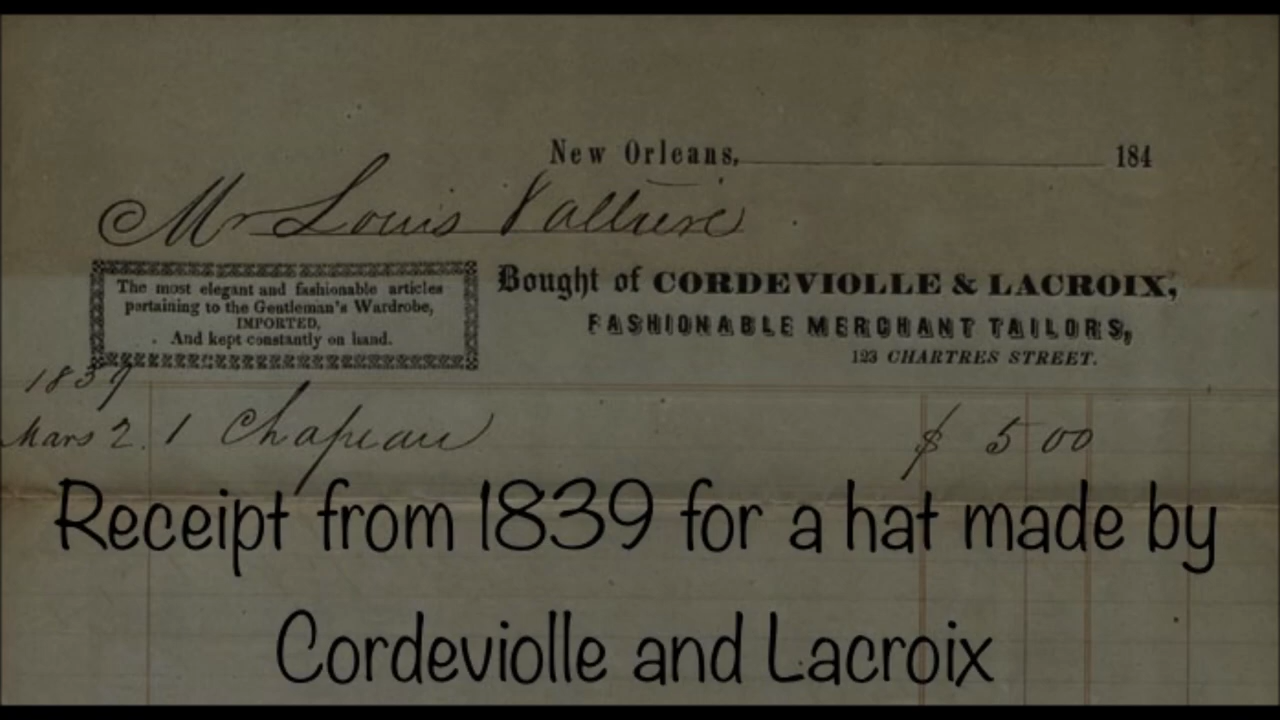 New Orleans, 184
Mr Louis Vallière
The most elegant and fashionable articles
pertaining to the Gentleman's Wardrobe,
IMPORTED,
And kept constantly on hand.
Bought of CORDEVIOLLE & LACROIX,
FASHIONABLE MERCHANT TAILORS,
123 CHARTRES STREET.
1839
Mars 2. 1 Chapeau $ 5 00
Receipt from 1839 for a hat made by
Cordeviolle and Lacroix